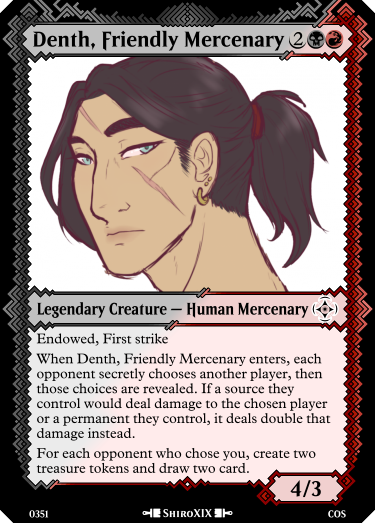 Denth, Friendly Mercenary 2
Legendary Creature — Human Mercenary
Endowed, First strike
When Denth, Friendly Mercenary enters, each
opponent secretly chooses another player, then
those choices are revealed. If a source they
control would deal damage to the chosen player
or a permanent they control, it deals double that
damage instead.
For each opponent who chose you, create two
treasure tokens and draw two card.
4/3
0351 ShiroXIX COS